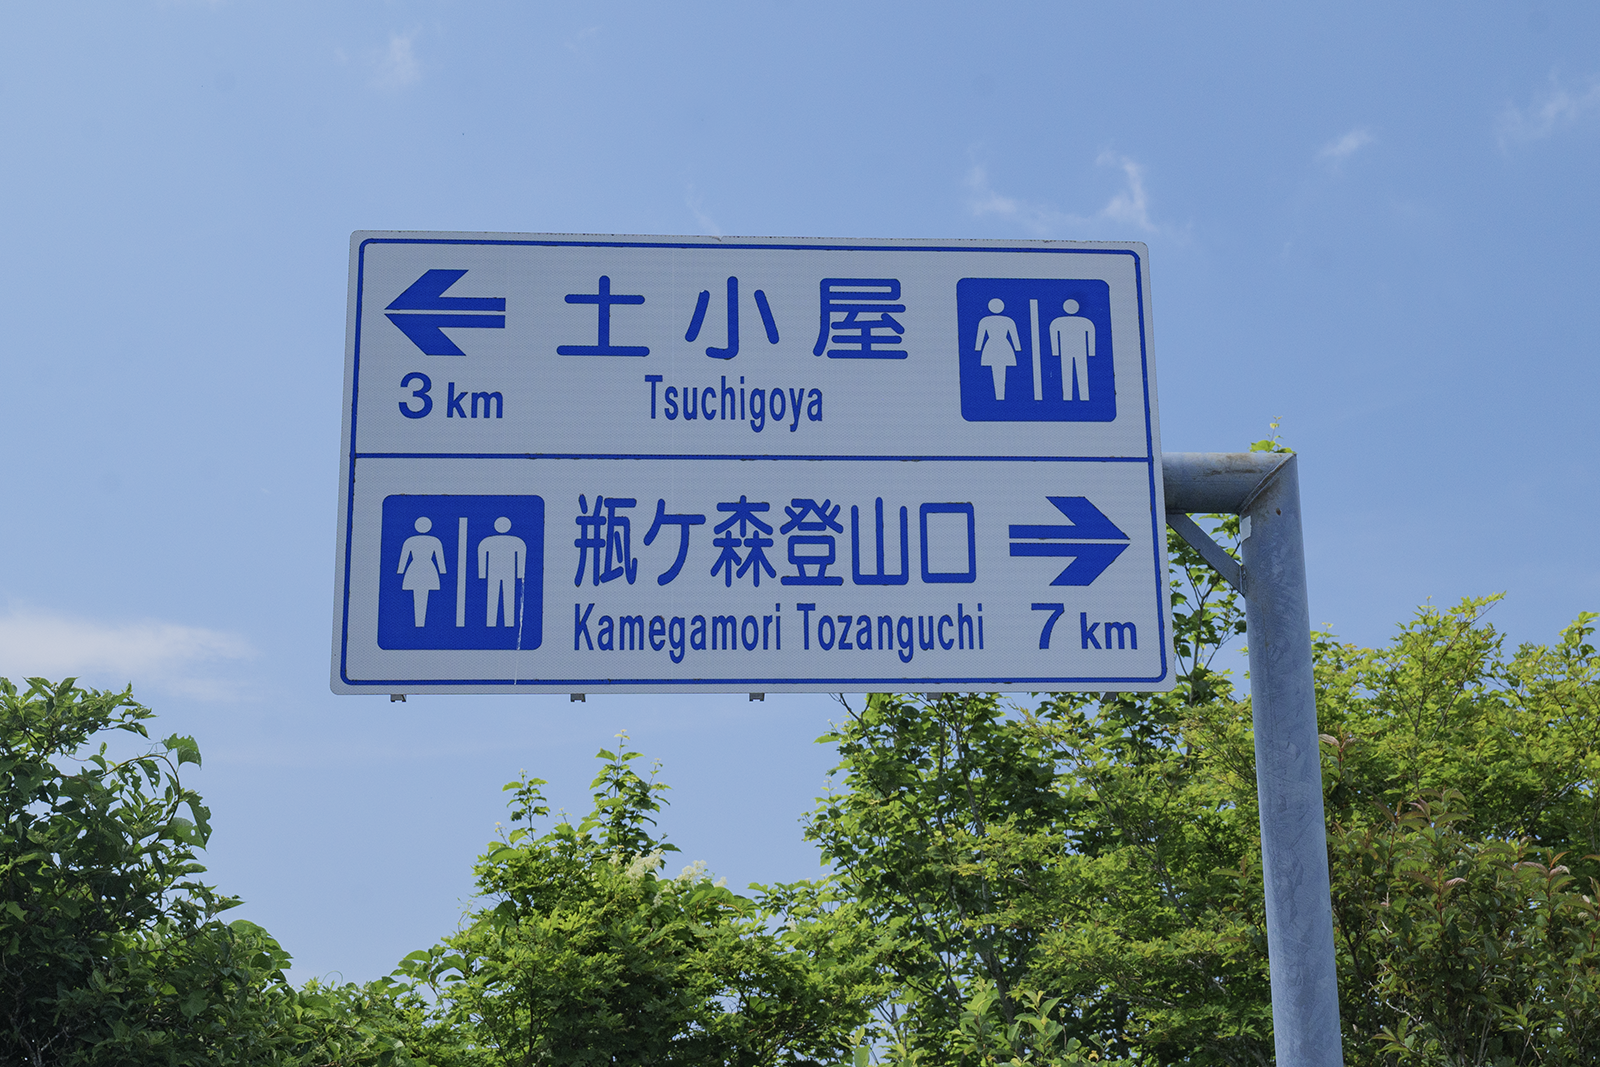 土小屋
3 km
Tsuchigoya
瓶ケ森登山口
Kamegamori Tozanguchi
7 km